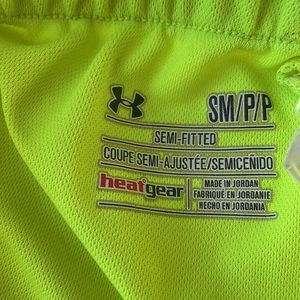 SM/P/P
SEMI-FITTED
COUPE SEMI-AJUSTÉE/SEMICEÑIDO
heatgear
MADE IN JORDAN
FABRIQUÉ EN JORDANIE
HECHO EN JORDANIA